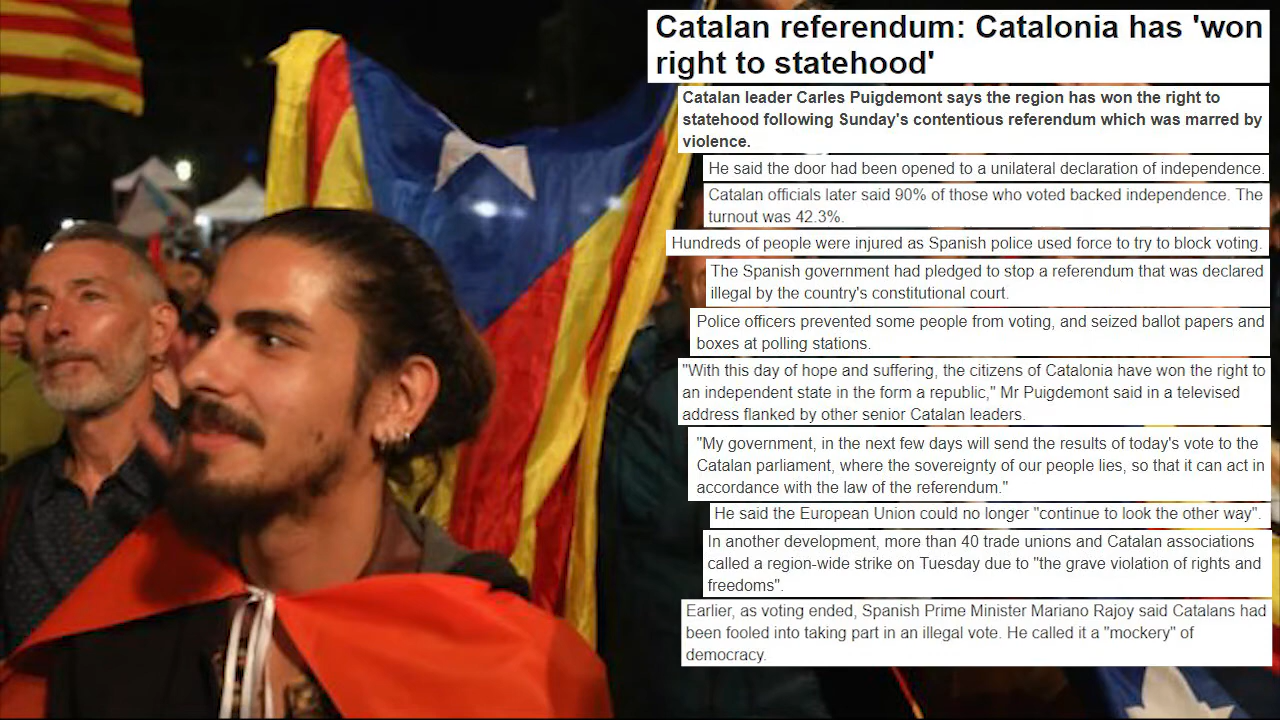 Catalan referendum: Catalonia has 'won
right to statehood'
Catalan leader Carles Puigdemont says the region has won the right to
statehood following Sunday's contentious referendum which was marred by
violence.
He said the door had been opened to a unilateral declaration of independence.
Catalan officials later said 90% of those who voted backed independence. The
turnout was 42.3%.
Hundreds of people were injured as Spanish police used force to try to block voting.
The Spanish government had pledged to stop a referendum that was declared
illegal by the country's constitutional court.
Police officers prevented some people from voting, and seized ballot papers and
boxes at polling stations.
"With this day of hope and suffering, the citizens of Catalonia have won the right to
an independent state in the form a republic," Mr Puigdemont said in a televised
address flanked by other senior Catalan leaders.
"My government, in the next few days will send the results of today's vote to the
Catalan parliament, where the sovereignty of our people lies, so that it can act in
accordance with the law of the referendum."
He said the European Union could no longer "continue to look the other way".
In another development, more than 40 trade unions and Catalan associations
called a region-wide strike on Tuesday due to "the grave violation of rights and
freedoms".
Earlier, as voting ended, Spanish Prime Minister Mariano Rajoy said Catalans had
been fooled into taking part in an illegal vote. He called it a "mockery" of
democracy.